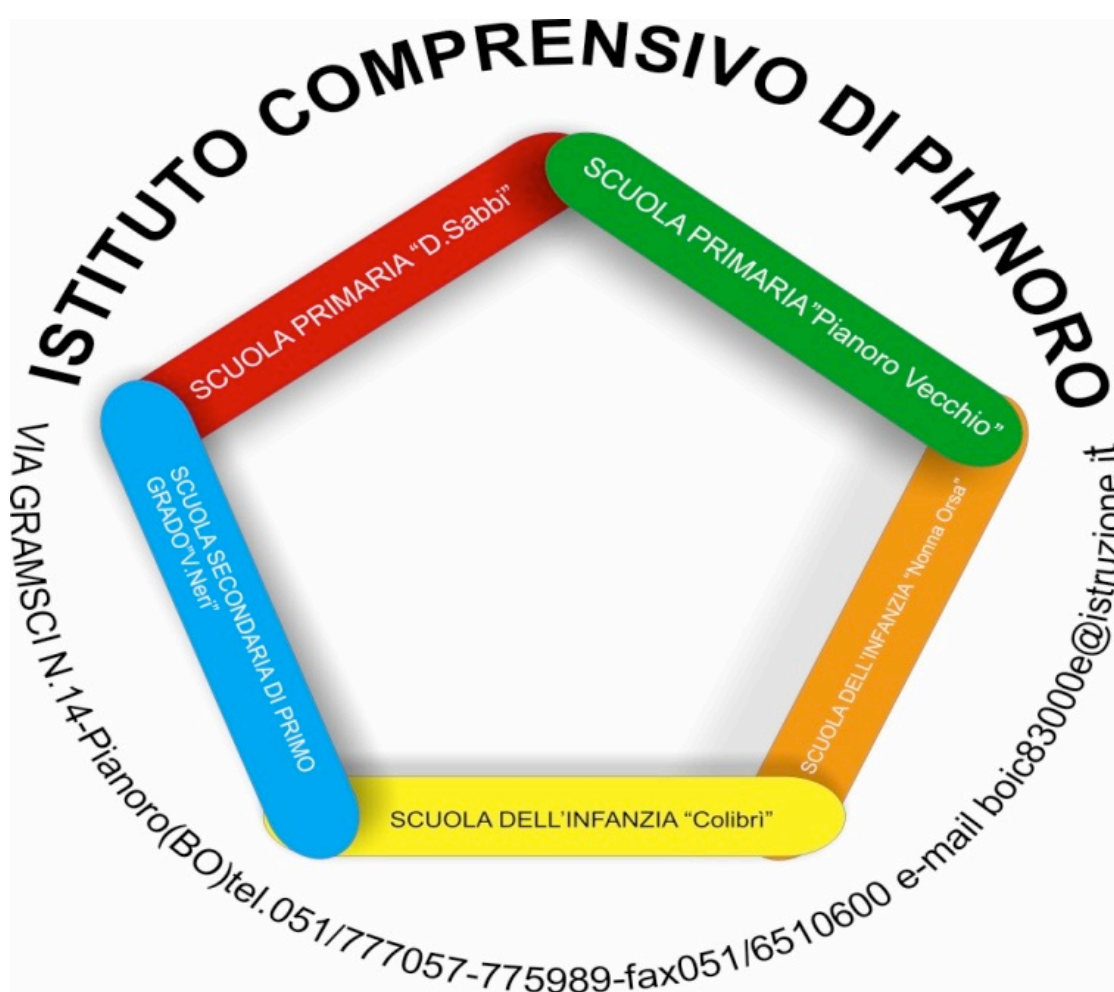 ISTITUTO COMPRENSIVO DI PIANORO
SCUOLA PRIMARIA “D.Sabbi”
SCUOLA PRIMARIA”Pianoro Vecchio”
SCUOLA SECONDARIA DI PRIMO
GRADO”V.Neri”
SCUOLA DELL’INFANZIA “Nonna Orsa”
SCUOLA DELL’INFANZIA “Colibrì”
VIA GRAMSCI N.14-Pianoro(BO)tel.051/777057-775989-fax051/6510600 e-mail boic83000e@istruzione.it